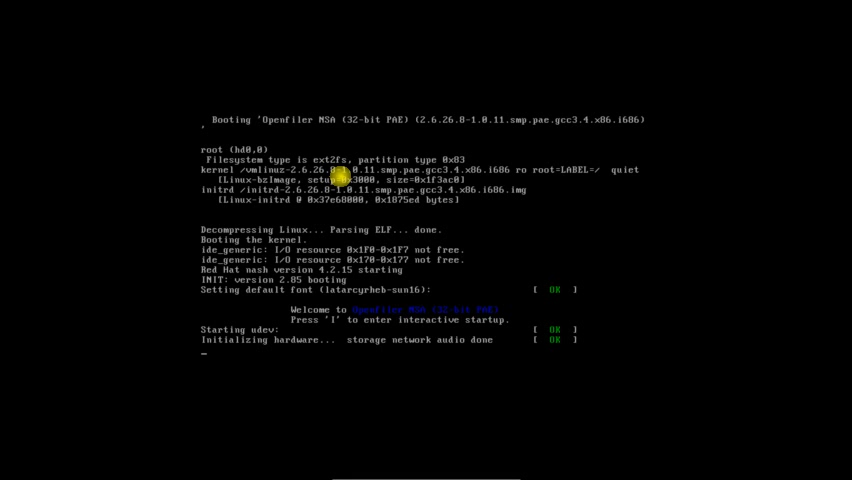 Booting 'Openfiler NSA (32-bit PAE) (2.6.26.8-1.0.11.smp.pae.gcc3.4.x86.i686)
'
root (hd0,0)
Filesystem type is ext2fs, partition type 0x83
kernel /vmlinuz-2.6.26.8-1.0.11.smp.pae.gcc3.4.x86.i686 ro root=LABEL=/  quiet
[Linux-bzImage, setup=0x3000, size=0x1f3ac0]
initrd /initrd-2.6.26.8-1.0.11.smp.pae.gcc3.4.x86.i686.img
[Linux-initrd @ 0x37e68000, 0x1875ed bytes]
Decompressing Linux... Parsing ELF... done.
Booting the kernel.
ide_generic: I/O resource 0x1F0-0x1F7 not free.
ide_generic: I/O resource 0x170-0x177 not free.
Red Hat nash version 4.2.15 starting
INIT: version 2.85 booting
Setting default font (latarcyrheb-sun16): [ OK ]
Welcome to Openfiler NSA (32-bit PAE)
Press 'I' to enter interactive startup.
Starting udev: [ OK ]
Initializing hardware... storage network audio done [ OK ]